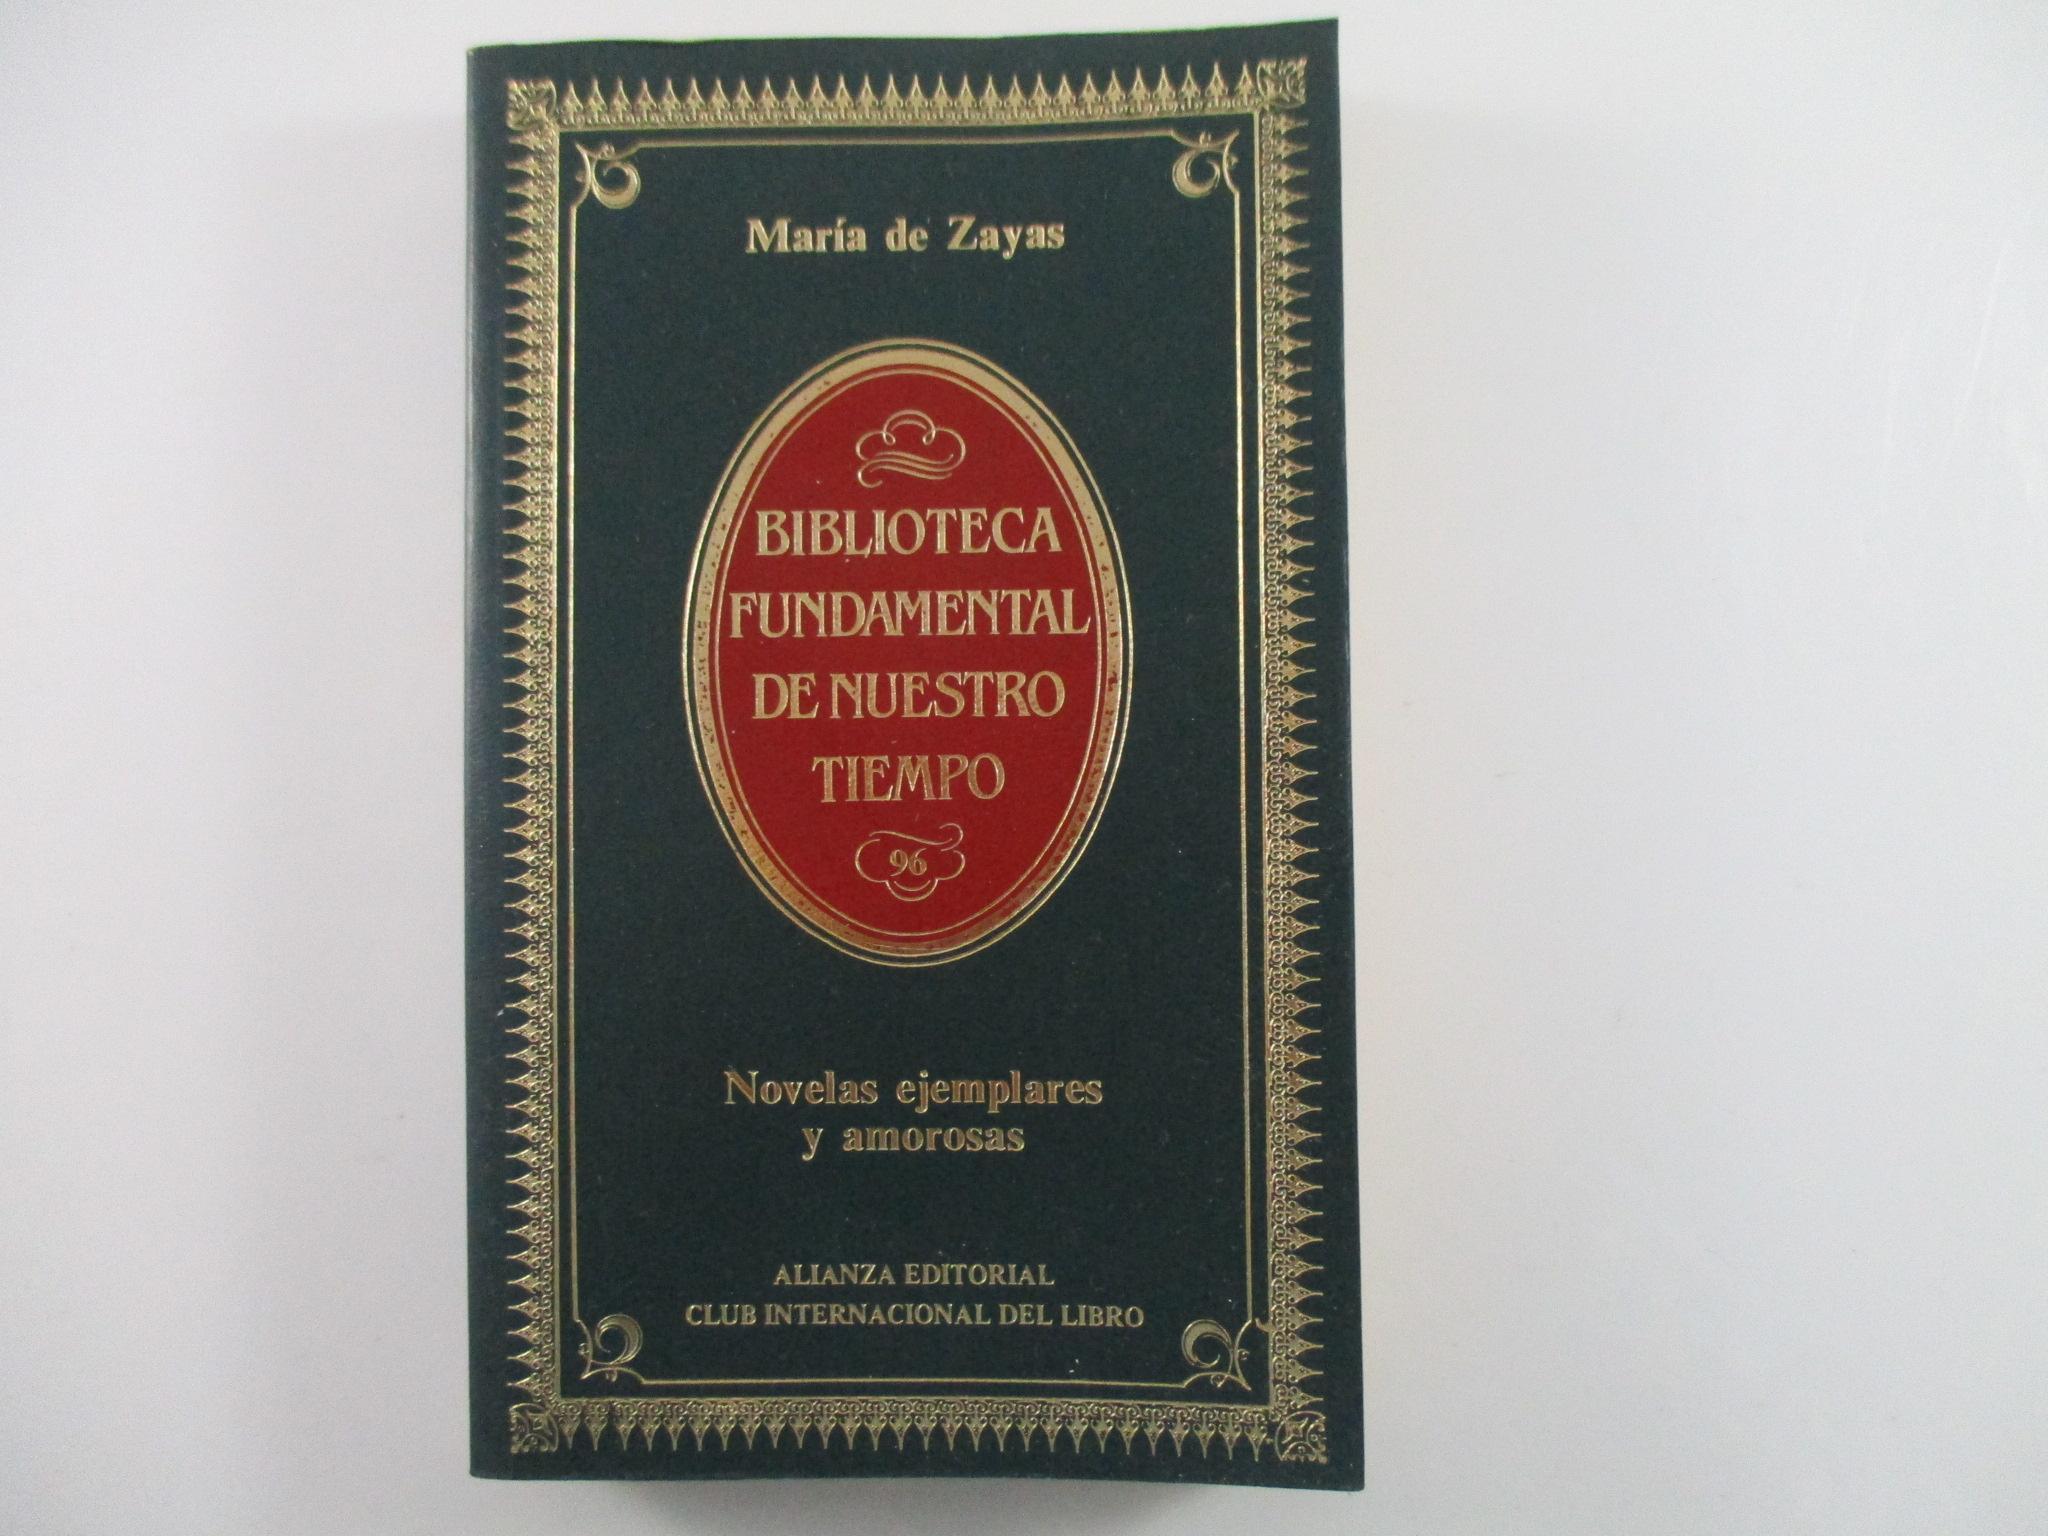 María de Zayas
BIBLIOTECA
FUNDAMENTAL
DE NUESTRO
TIEMPO
96
Novelas ejemplares
y amorosas
ALIANZA EDITORIAL
CLUB INTERNACIONAL DEL LIBRO